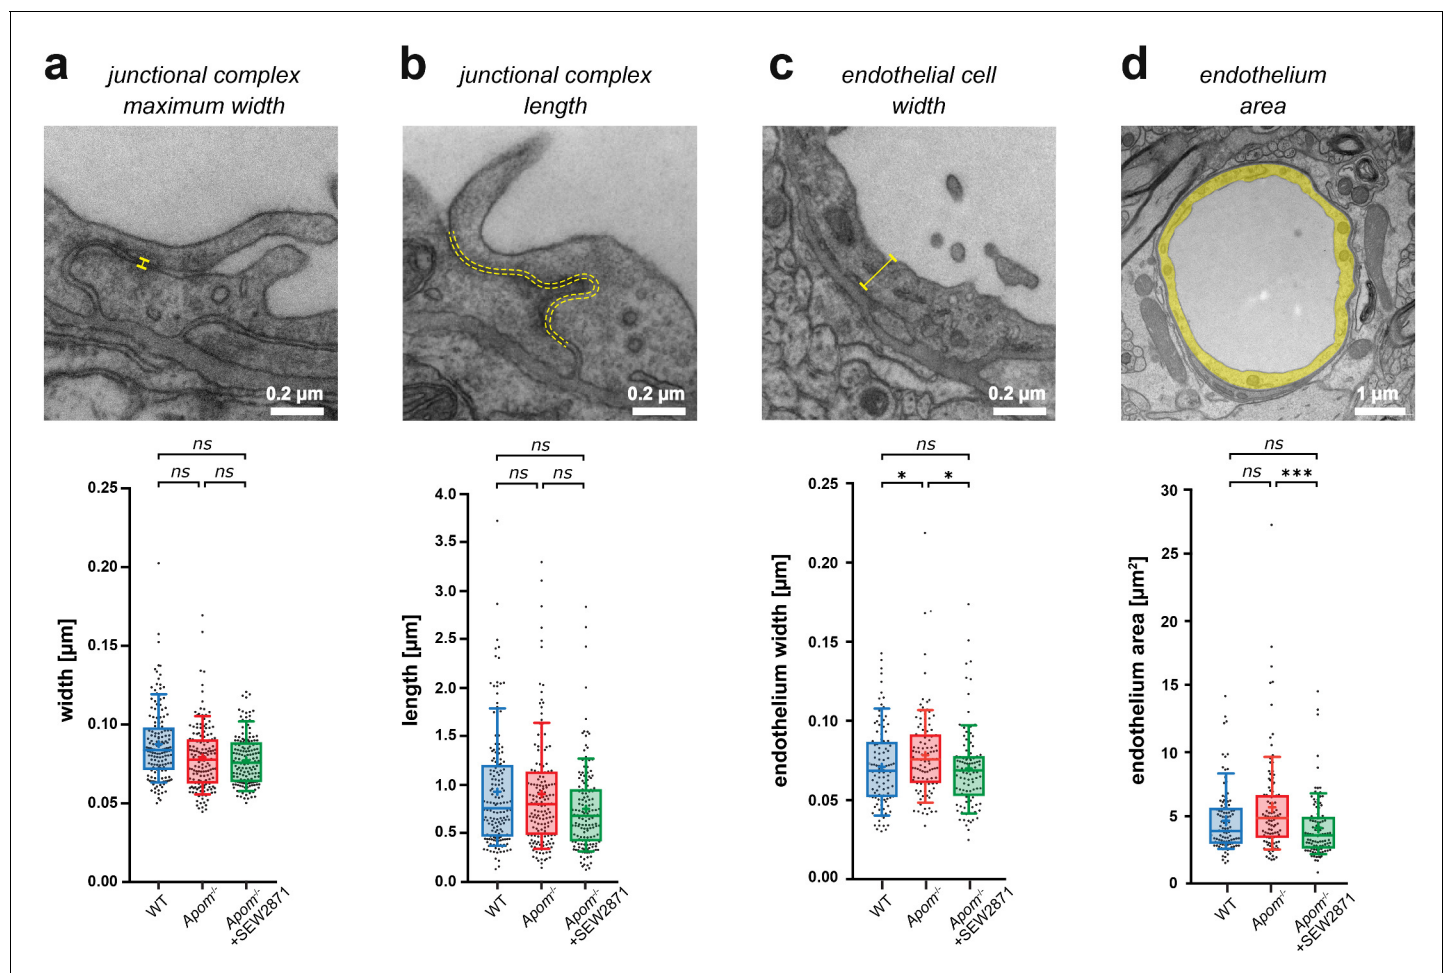 a
junctional complex
maximum width
0.2 µm
ns
ns
ns
width [µm]
0.25
0.20
0.15
0.10
0.05
0.00
WT
Apom-/-
Apom-/-
+SEW2871
b
junctional complex
length
0.2 µm
ns
ns
ns
length [µm]
4.0
3.5
3.0
2.5
2.0
1.5
1.0
0.5
0.0
WT
Apom-/-
Apom-/-
+SEW2871
c
endothelial cell
width
0.2 µm
ns
*
*
endothelium width [µm]
0.25
0.20
0.15
0.10
0.05
0.00
WT
Apom-/-
Apom-/-
+SEW2871
d
endothelium
area
1 µm
ns
ns
***
endothelium area [µm²]
30
25
20
15
10
5
0
WT
Apom-/-
Apom-/-
+SEW2871